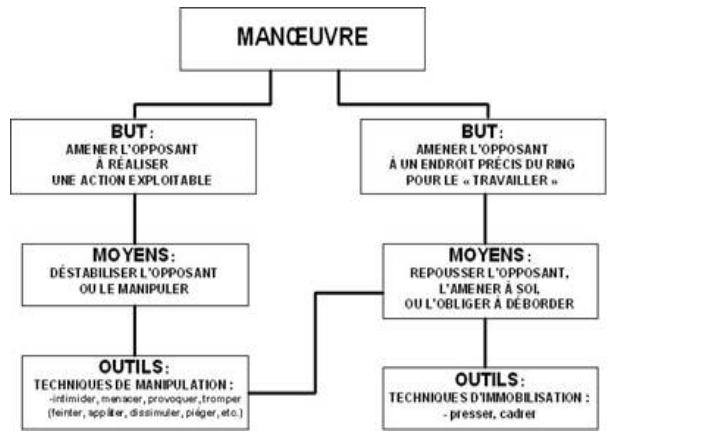 MANŒUVRE
BUT :
AMENER L'OPPOSANT
À RÉALISER
UNE ACTION EXPLOITABLE
BUT :
AMENER L'OPPOSANT
À UN ENDROIT PRÉCIS DU RING
POUR LE « TRAVAILLER »
MOYENS :
DÉSTABILISER L'OPPOSANT
OU LE MANIPULER
MOYENS :
REPOUSSER L'OPPOSANT,
L'AMENER À SOI,
OU L'OBLIGER À DÉBORDER
OUTILS :
TECHNIQUES DE MANIPULATION :
-intimider, menacer, provoquer, tromper
(feinter, appâter, dissimuler, piéger, etc.)
OUTILS :
TECHNIQUES D'IMMOBILISATION :
- presser, cadrer